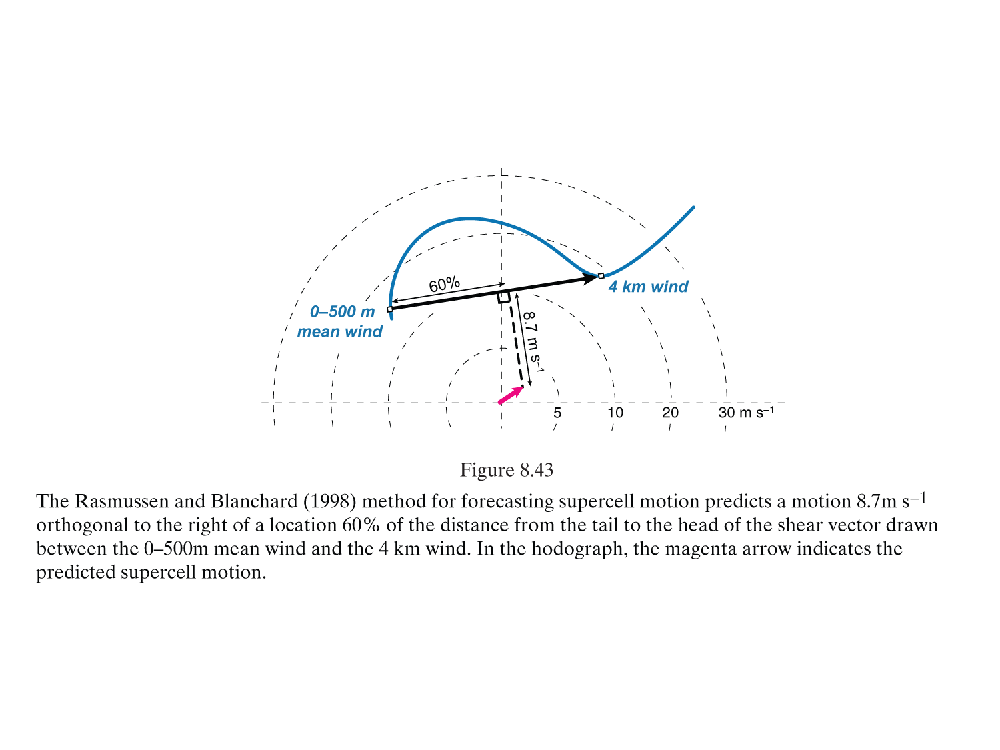 60%
4 km wind
0–500 m
mean wind
8.7 m s–1
5 10 20 30 m s–1
Figure 8.43
The Rasmussen and Blanchard (1998) method for forecasting supercell motion predicts a motion 8.7m s–1
orthogonal to the right of a location 60% of the distance from the tail to the head of the shear vector drawn
between the 0–500m mean wind and the 4 km wind. In the hodograph, the magenta arrow indicates the
predicted supercell motion.